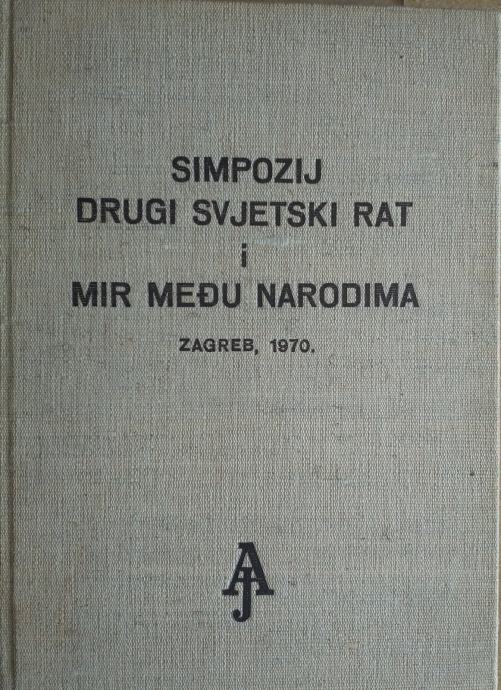 SIMPOZIJ
DRUGI SVJETSKI RAT
i
MIR MEĐU NARODIMA
ZAGREB, 1970.
AJ